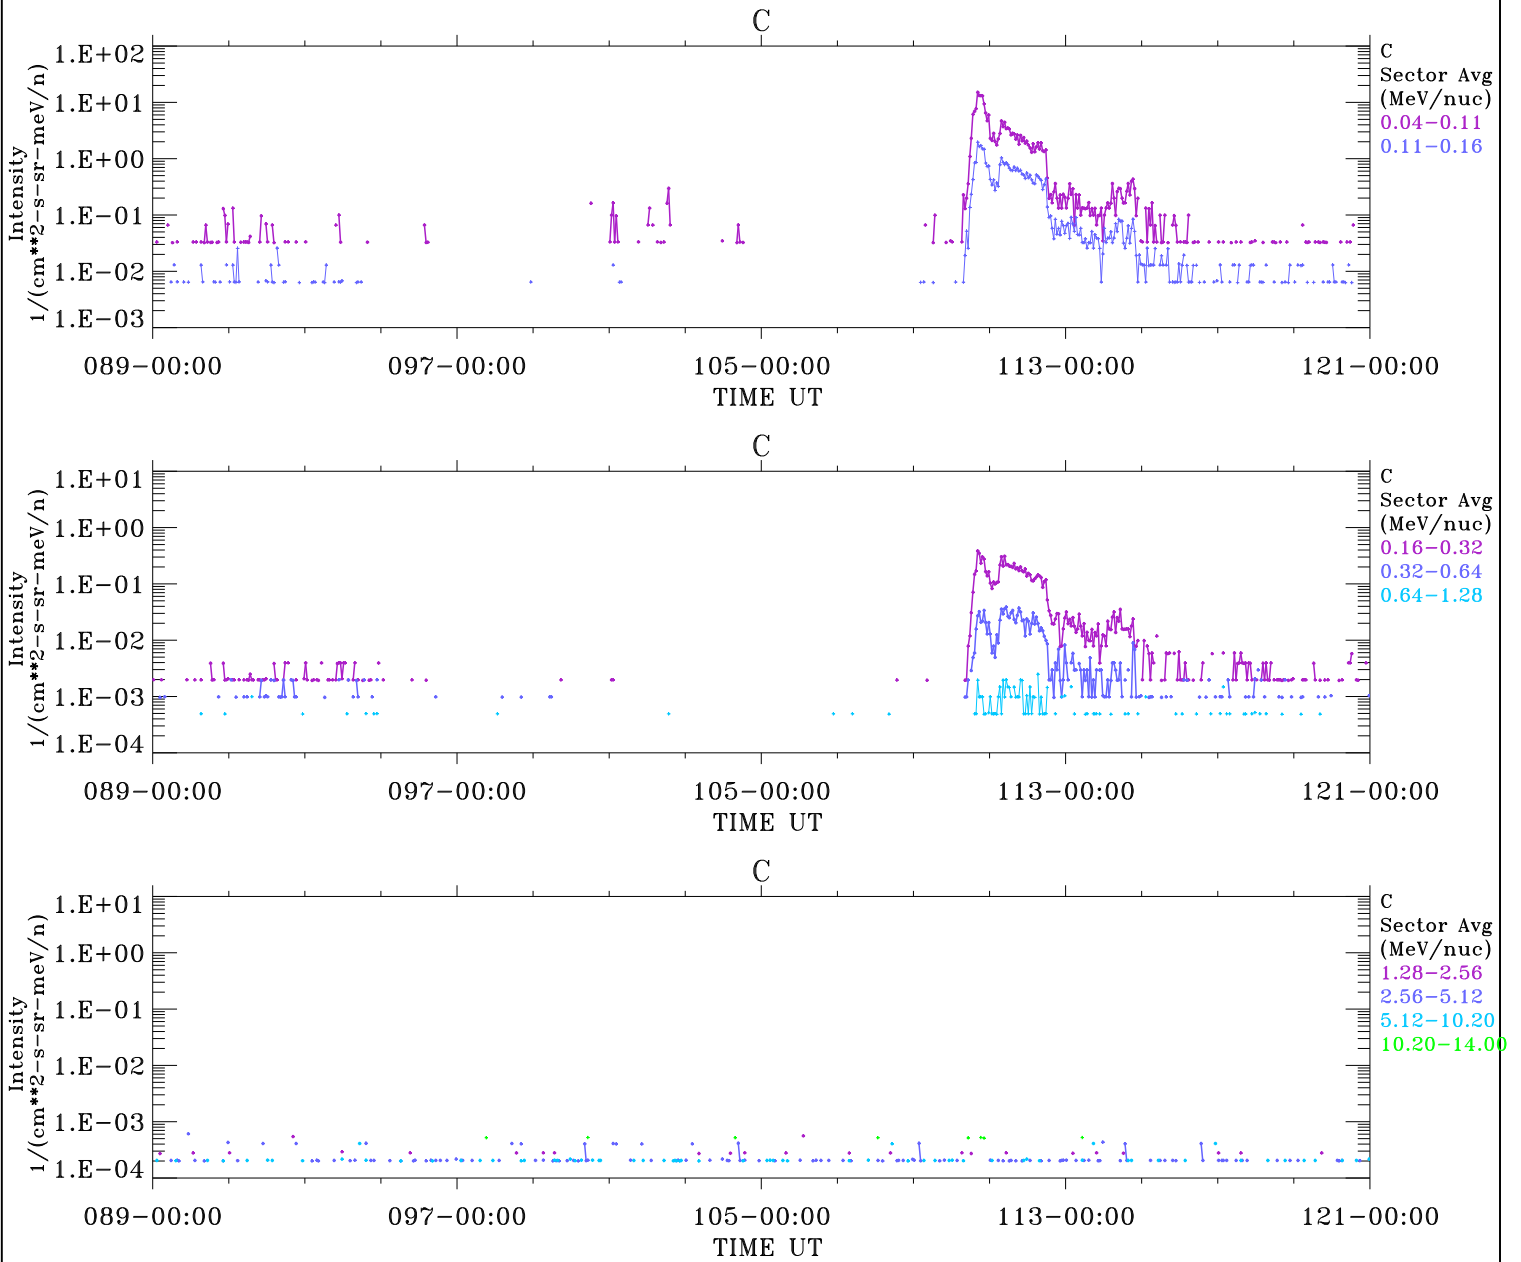 C
1.E+02
1.E+01
1.E+00
1.E-01
1.E-02
1.E-03
Intensity
1/(cm**2-s-sr-meV/n)
089-00:00 097-00:00 105-00:00 113-00:00 121-00:00
TIME UT
C
Sector Avg
(MeV/nuc)
0.04-0.11
0.11-0.16
C
1.E+01
1.E+00
1.E-01
1.E-02
1.E-03
1.E-04
Intensity
1/(cm**2-s-sr-meV/n)
089-00:00 097-00:00 105-00:00 113-00:00 121-00:00
TIME UT
C
Sector Avg
(MeV/nuc)
0.16-0.32
0.32-0.64
0.64-1.28
C
1.E+01
1.E+00
1.E-01
1.E-02
1.E-03
1.E-04
Intensity
1/(cm**2-s-sr-meV/n)
089-00:00 097-00:00 105-00:00 113-00:00 121-00:00
TIME UT
C
Sector Avg
(MeV/nuc)
1.28-2.56
2.56-5.12
5.12-10.20
10.20-14.00